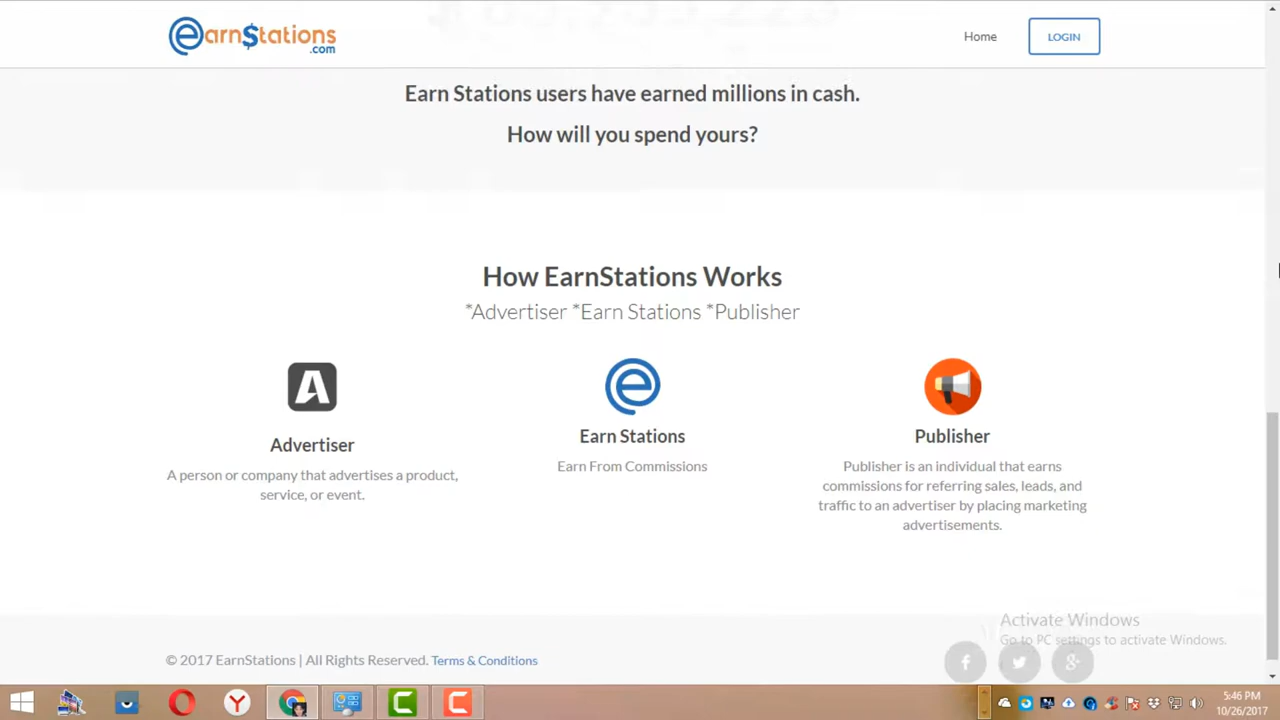 earn$tations
.com
Home
LOGIN
Earn Stations users have earned millions in cash.
How will you spend yours?
How EarnStations Works
*Advertiser *Earn Stations *Publisher
A
e
Advertiser
Earn Stations
Publisher
A person or company that advertises a product,
service, or event.
Earn From Commissions
Publisher is an individual that earns
commissions for referring sales, leads, and
traffic to an advertiser by placing marketing
advertisements.
Activate Windows
Go to PC settings to activate Windows.
© 2017 EarnStations | All Rights Reserved. Terms & Conditions
5:46 PM
10/26/2017